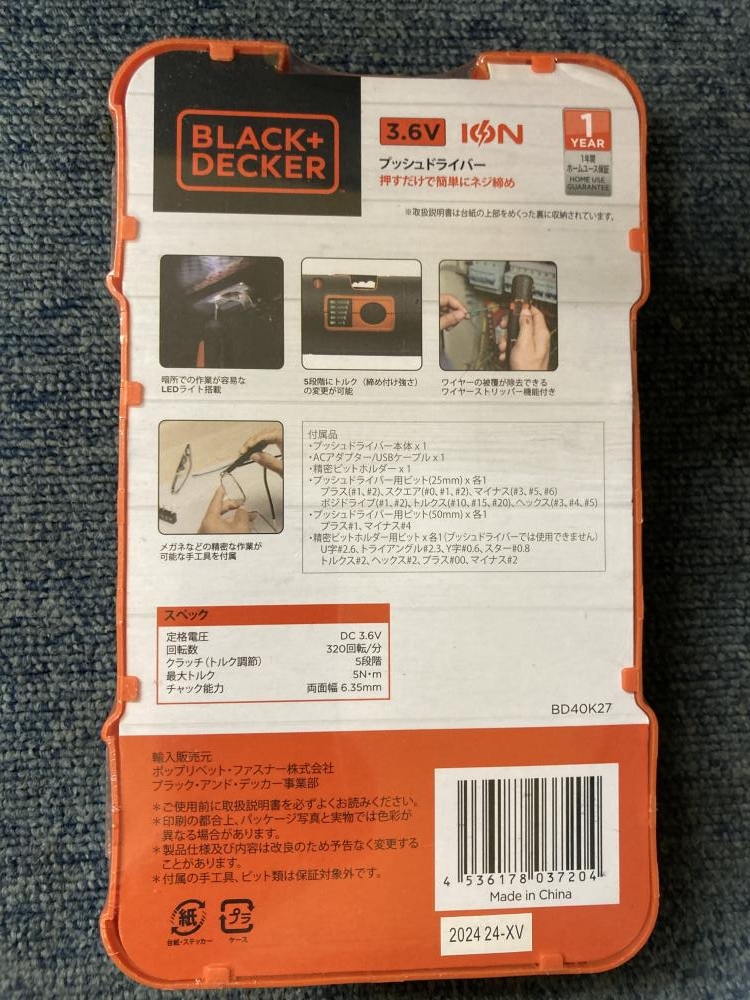 BLACK+
DECKER
3.6V ION
プッシュドライバー
押すだけで簡単にネジ締め
1
YEAR
1年間
ホームユース保証
HOME USE
GUARANTEE
※取扱説明書は台紙の上部をめくった裏に収納されています。
暗所での作業が容易な
LEDライト搭載
5段階にトルク（締め付け強さ）
の変更が可能
ワイヤーの被覆が除去できる
ワイヤーストリッパー機能付き
メガネなどの精密な作業が
可能な手工具を付属
付属品
・プッシュドライバー本体 x 1
・ACアダプター/USBケーブル x 1
・精密ビットホルダー x 1
・プッシュドライバー用ビット(25mm) x 各1
プラス(#1、#2)、スクエア(#0、#1、#2)、マイナス(#3、#5、#6)
ポジドライブ(#1、#2)、トルクス(#10、#15、#20)、ヘックス(#3、#4、#5)
・プッシュドライバー用ビット(50mm) x 各1
プラス#1、マイナス#4
・精密ビットホルダー用ビット x 各1(プッシュドライバーでは使用できません)
U字#2.6、トライアングル#2.3、Y字#0.6、スター#0.8
トルクス#2、ヘックス#2、プラス#00、マイナス#2
スペック
定格電圧 DC 3.6V
回転数 320回転/分
クラッチ（トルク調節） 5段階
最大トルク 5N・m
チャック能力 両面幅 6.35mm
BD40K27
輸入販売元
ポップリベット・ファスナー株式会社
ブラック・アンド・デッカー事業部
＊ご使用前に取扱説明書を必ずよくお読みください。
＊印刷の都合上、パッケージ写真と実物では色彩が
異なる場合があります。
＊製品仕様及び内容は改良のため予告なく変更する
ことがあります。
＊付属の手工具、ビット類は保証対象外です。
紙
台紙・ステッカー
プラ
ケース
4 536178 037204
Made in China
2024 24-XV